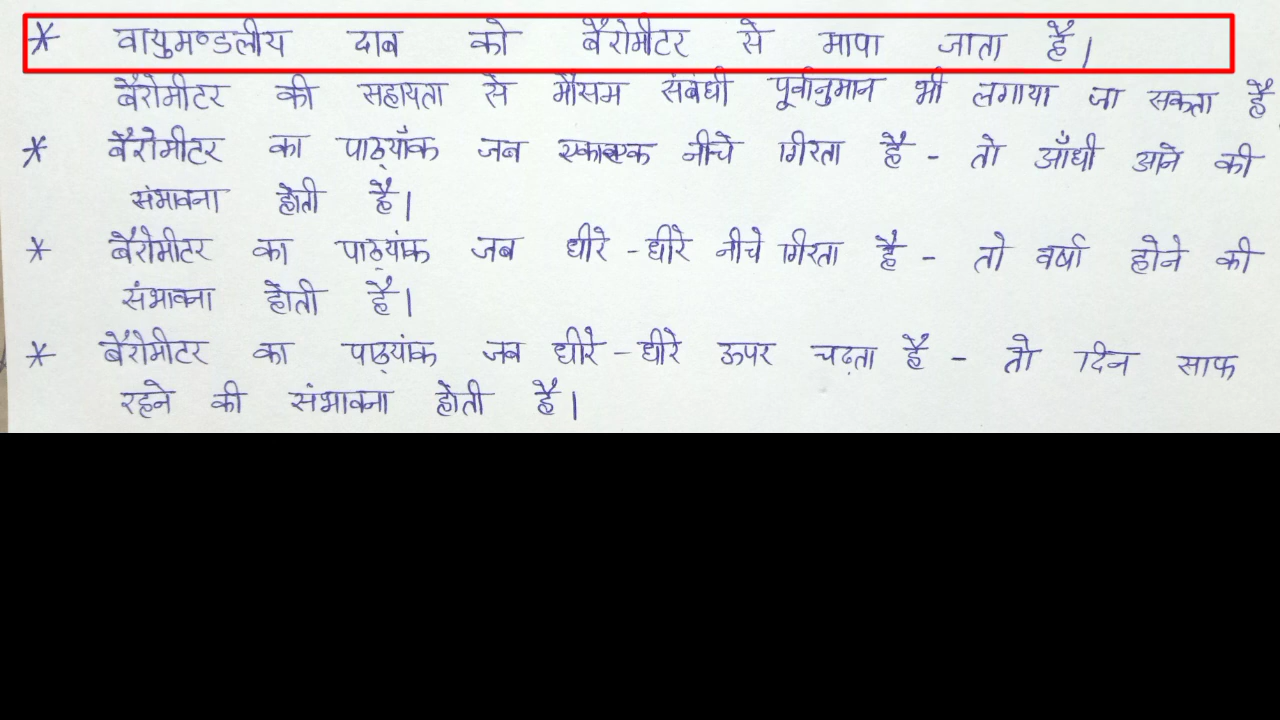 * वायुमण्डलीय दाब को बैरोमीटर से मापा जाता है।
बैरोमीटर की सहायता से मौसम संबंधी पूर्वानुमान भी लगाया जा सकता है
* बैरोमीटर का पाठ्याँक जब एकाएक नीचे गिरता है - तो आँधी आने की
संभावना होती है।
* बैरोमीटर का पाठ्यांक जब धीरे - धीरे नीचे गिरता है - तो वर्षा होने की
संभावना होती है।
* बैरोमीटर का पाठ्यांक जब धीरे - धीरे ऊपर चढ़ता है - तो दिन साफ
रहने की संभावना होती है।